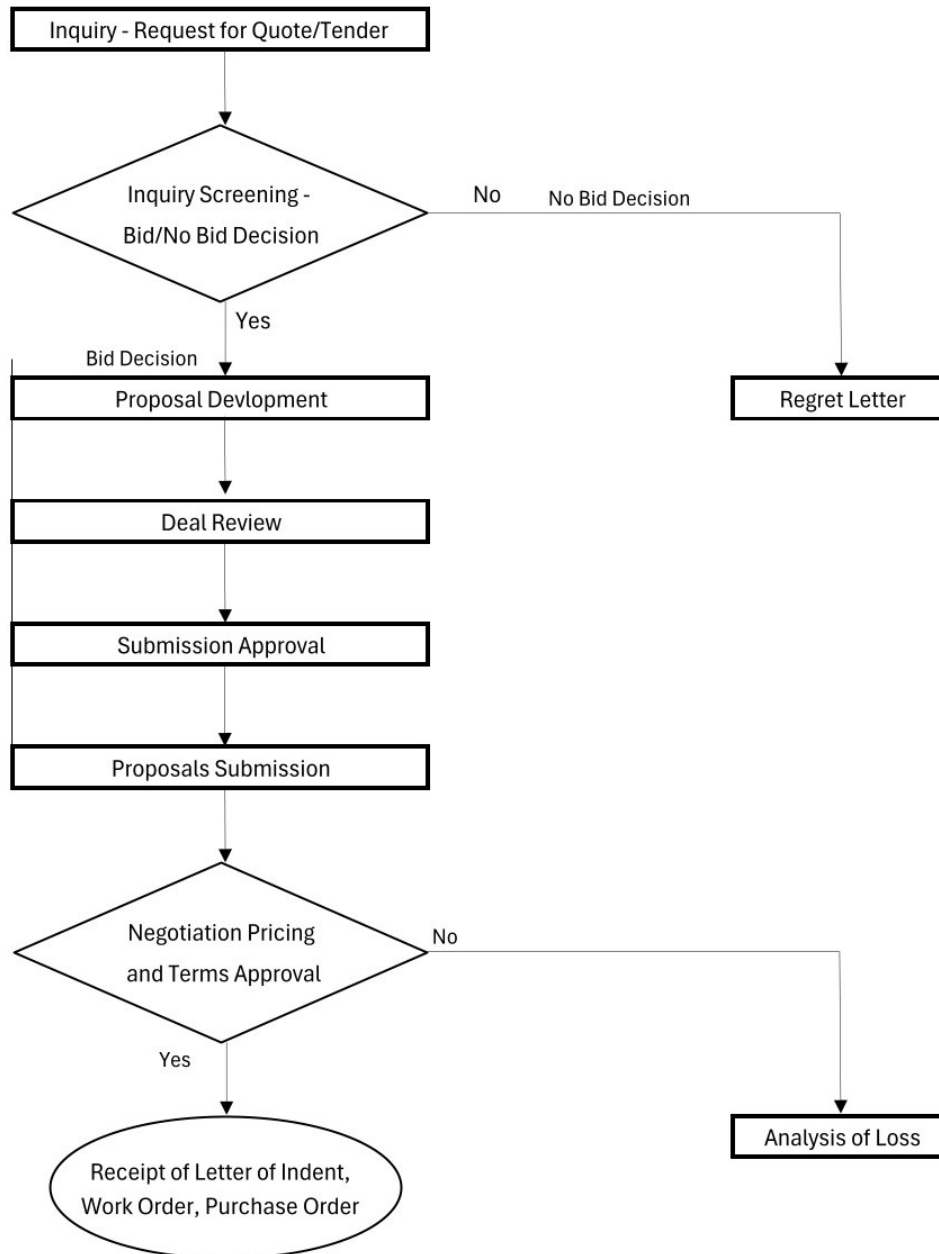 Inquiry - Request for Quote/Tender
Inquiry Screening -
Bid/No Bid Decision
No
No Bid Decision
Yes
Bid Decision
Proposal Devlopment
Regret Letter
Deal Review
Submission Approval
Proposals Submission
Negotiation Pricing
and Terms Approval
No
Yes
Analysis of Loss
Receipt of Letter of Indent,
Work Order, Purchase Order